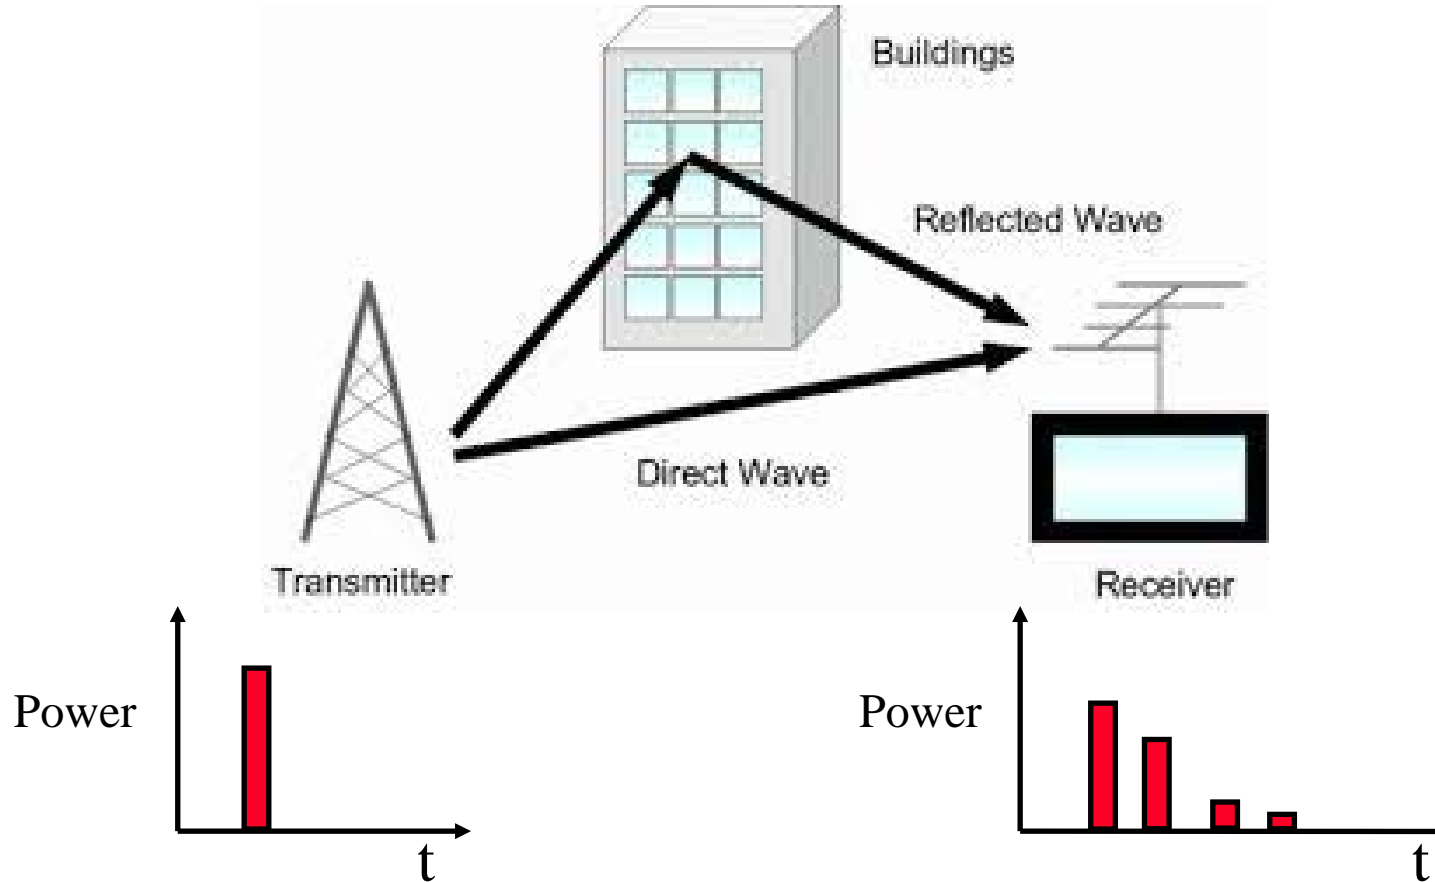 Buildings
Reflected Wave
Direct Wave
Transmitter
Receiver
Power
t
Power
t